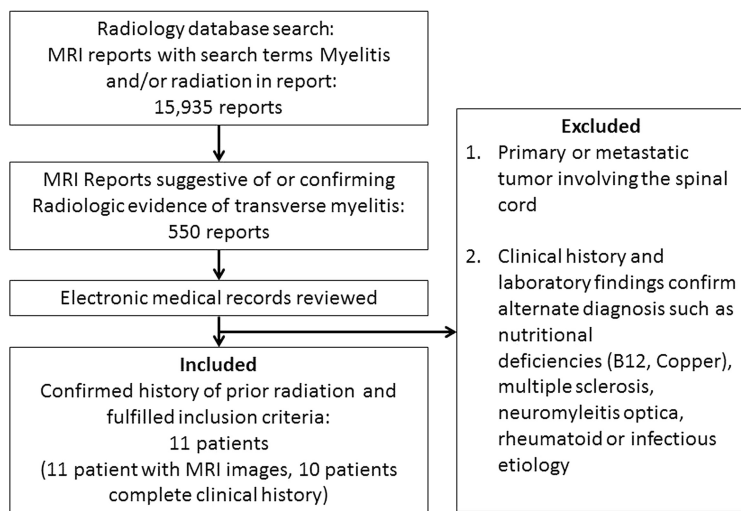 Radiology database search:
MRI reports with search terms Myelitis
and/or radiation in report:
15,935 reports
MRI Reports suggestive of or confirming
Radiologic evidence of transverse myelitis:
550 reports
Electronic medical records reviewed
Included
Confirmed history of prior radiation and
fulfilled inclusion criteria:
11 patients
(11 patient with MRI images, 10 patients
complete clinical history)
Excluded
1. Primary or metastatic
tumor involving the spinal
cord
2. Clinical history and
laboratory findings confirm
alternate diagnosis such as
nutritional
deficiencies (B12, Copper),
multiple sclerosis,
neuromyleitis optica,
rheumatoid or infectious
etiology